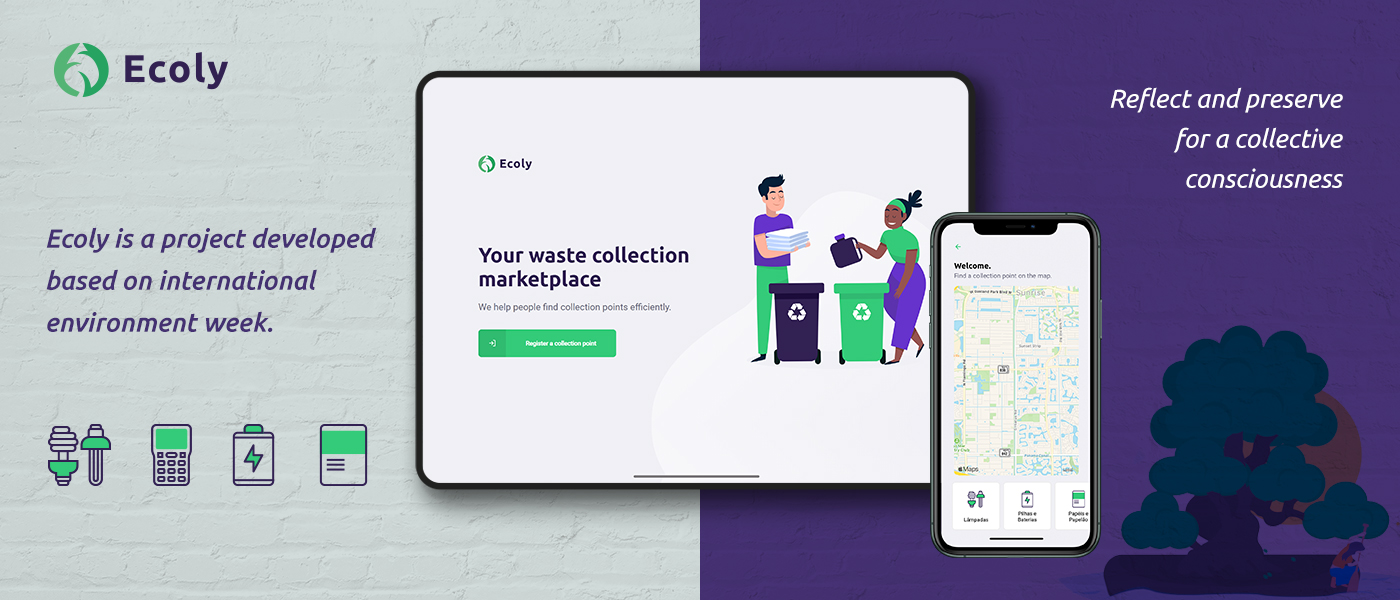 Ecoly
Ecoly is a project developed
based on international
environment week.
Ecoly
Your waste collection
marketplace
We help people find collection points efficiently.
Register a collection point
Reflect and preserve
for a collective
consciousness
Welcome.
Find a collection point on the map.
Sunrise
Sunset Strip
Maps
Lâmpadas
Pilhas e
Baterias
Papéis e
Papelão